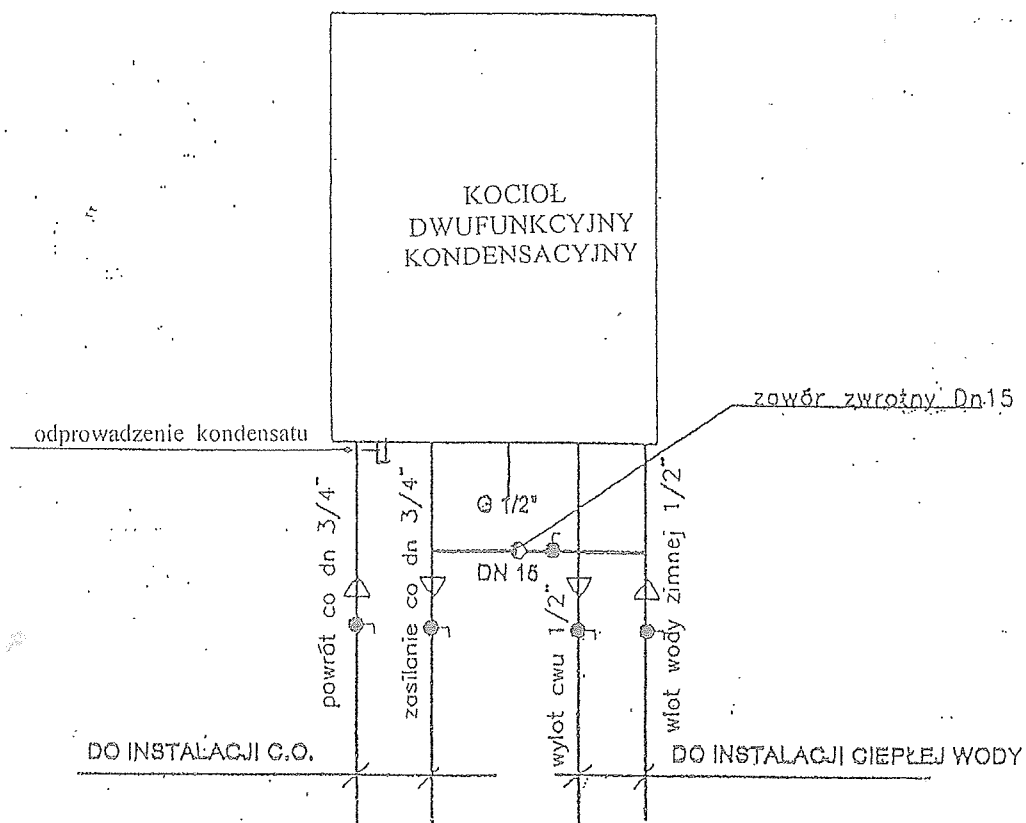 KOCIOŁ
DWUFUNKCYJNY
KONDENSACYJNY
zawór zwrotny Dn15
odprowadzenie kondensatu
powrót co dn 3/4"
zasilanie co dn 3/4"
G 1/2"
DN 15
wylot cwu 1/2"
wlot wody zimnej 1/2"
DO INSTALACJI C.O.
DO INSTALACJI CIEPŁEJ WODY